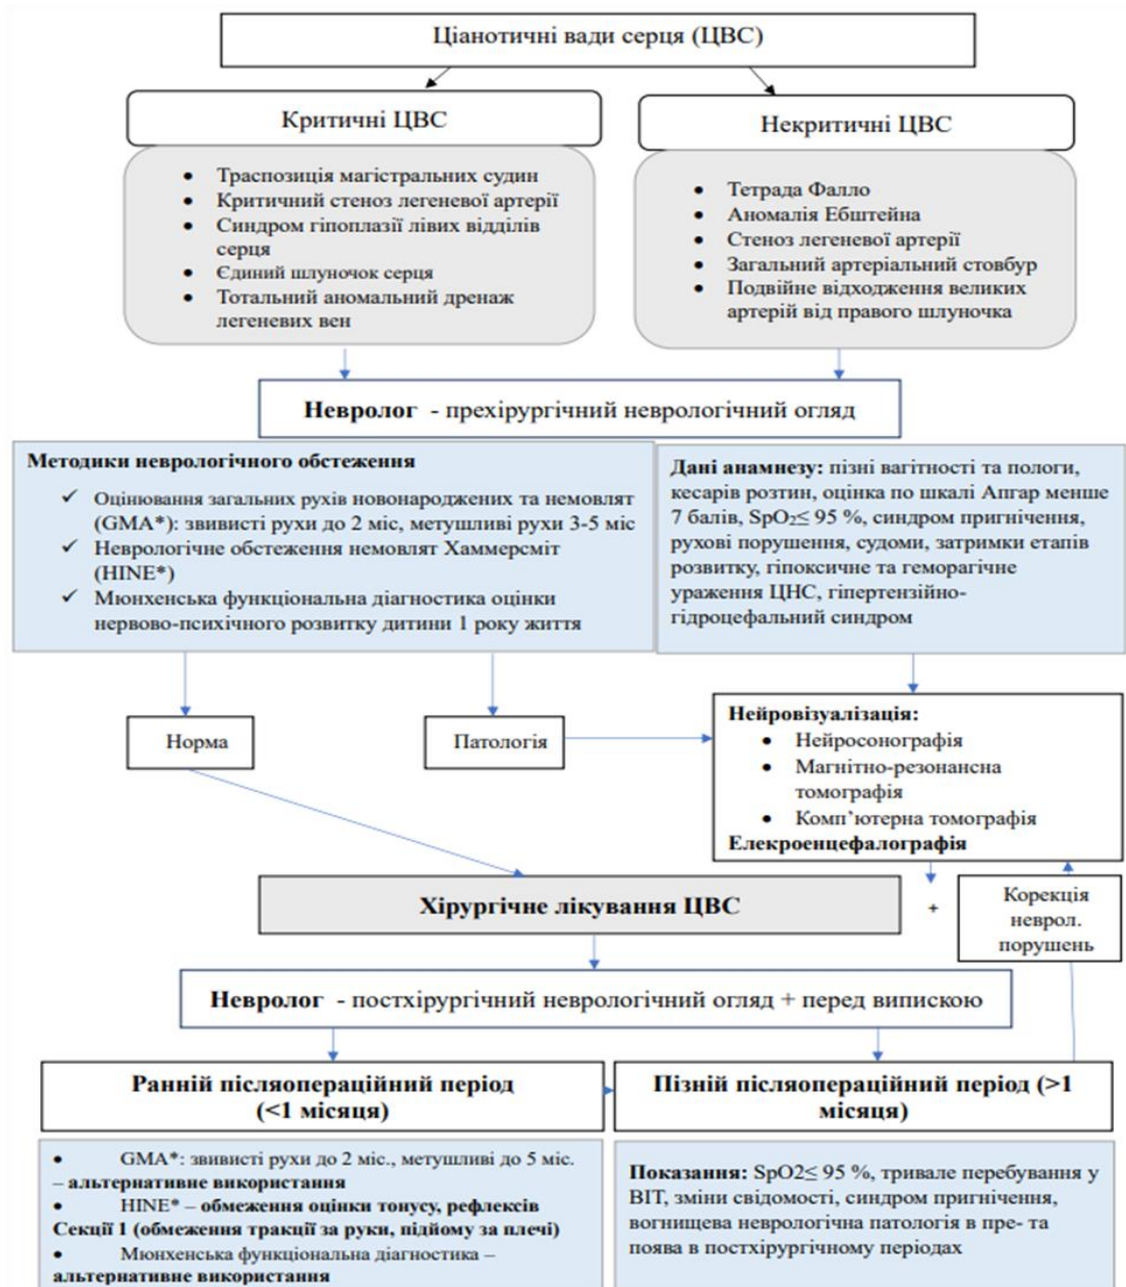 Ціанотичні вади серця (ЦВС)
Критичні ЦВС
Некритичні ЦВС
• Траспозиція магістральних судин
• Критичний стеноз легеневої артерії
• Синдром гіпоплазії лівих відділів
серця
• Єдиний шлуночок серця
• Тотальний аномальний дренаж
легеневих вен
• Тетрада Фалло
• Аномалія Ебштейна
• Стеноз легеневої артерії
• Загальний артеріальний стовбур
• Подвійне відходження великих
артерій від правого шлуночка
Невролог - прехірургічний неврологічний огляд
Методики неврологічного обстеження
✓ Оцінювання загальних рухів новонароджених та немовлят
(GMA*): звивисті рухи до 2 міс, метушливі рухи 3-5 міс
✓ Неврологічне обстеження немовлят Хаммерсміт
(HINE*)
✓ Мюнхенська функціональна діагностика оцінки
нервово-психічного розвитку дитини 1 року життя
Дані анамнезу: пізні вагітності та пологи,
кесарів розтин, оцінка по шкалі Апгар менше
7 балів, SpO₂≤ 95 %, синдром пригнічення,
рухові порушення, судоми, затримки етапів
розвитку, гіпоксичне та геморагічне
ураження ЦНС, гіпертензійно-
гідроцефальний синдром
Норма
Патологія
Нейровізуалізація:
• Нейросонографія
• Магнітно-резонансна
томографія
• Комп’ютерна томографія
Елекроенцефалографія
Хірургічне лікування ЦВС
+
Корекція
неврол.
порушень
Невролог - постхірургічний неврологічний огляд + перед випискою
Ранній післяопераційний період
(<1 місяця)
Пізній післяопераційний період (>1
місяця)
• GMA*: звивисті рухи до 2 міс., метушливі до 5 міс.
– альтернативне використання
• HINE* – обмеження оцінки тонусу, рефлексів
Секції 1 (обмеження тракції за руки, підйому за плечі)
• Мюнхенська функціональна діагностика –
альтернативне використання
Показання: SpO2≤ 95 %, тривале перебування у
ВІТ, зміни свідомості, синдром пригнічення,
вогнищева неврологічна патологія в пре- та
поява в постхірургічному періодах